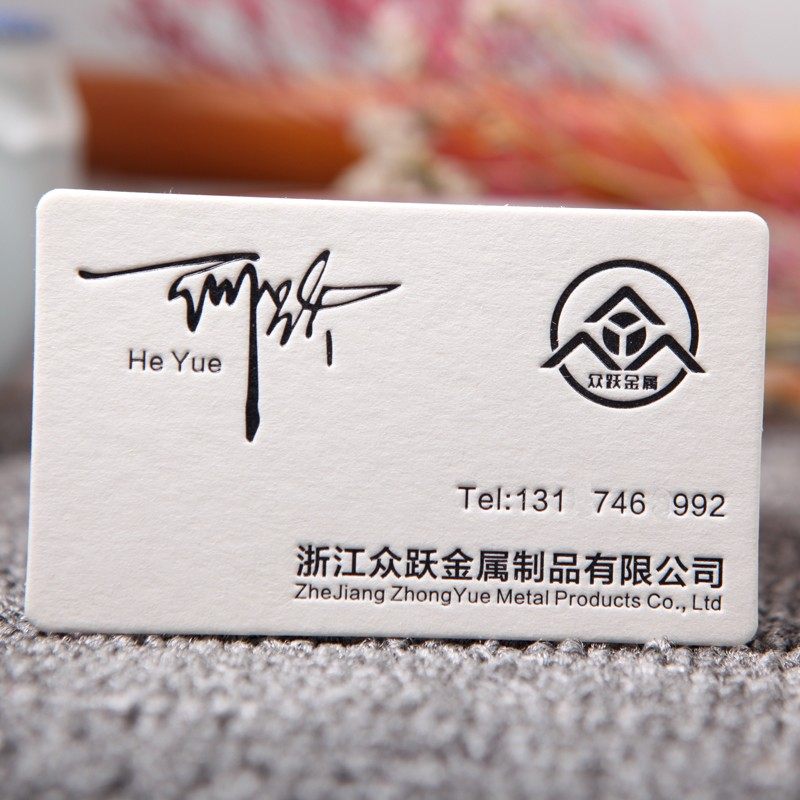 He Yue
众跃金属
Tel:131 746 992
浙江众跃金属制品有限公司
ZheJiang ZhongYue Metal Products Co., Ltd